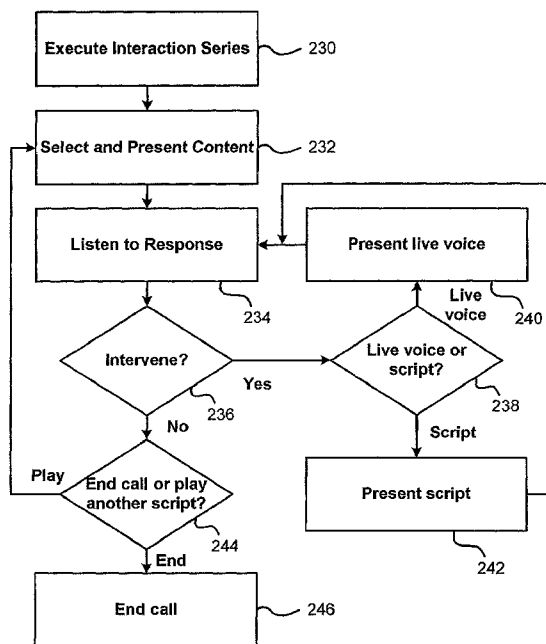 Execute Interaction Series
230
Select and Present Content
232
Listen to Response
234
Present live voice
240
Live
voice
Intervene?
236
Yes
Live voice or
script?
238
No
Script
Play
End call or play
another script?
244
Present script
242
End
End call
246